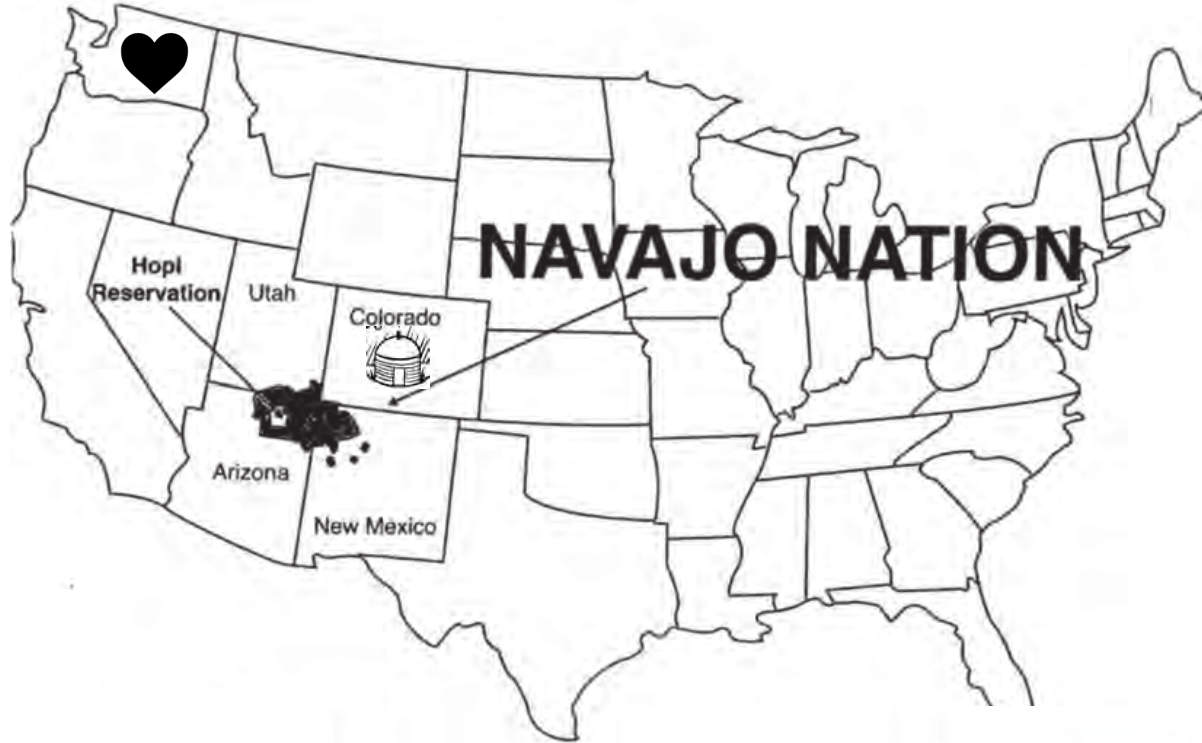 NAVAJO NATION
Hopi
Reservation
Utah
Colorado
Arizona
New Mexico